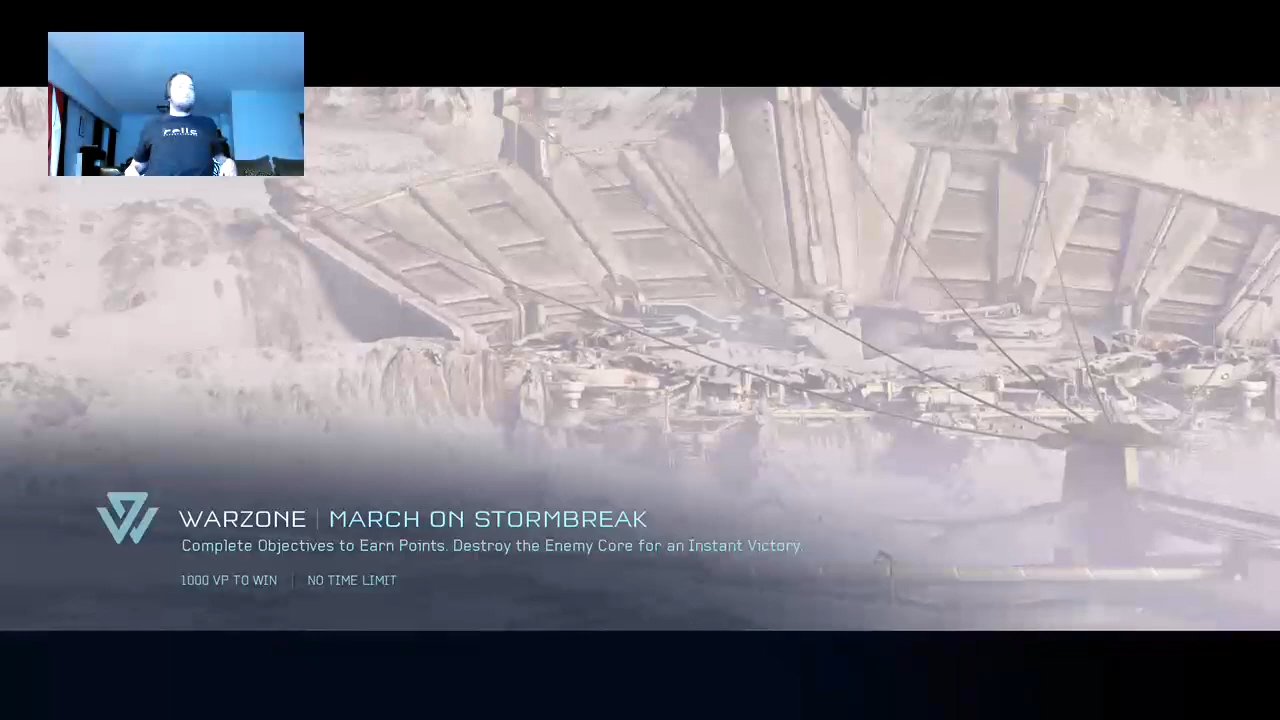 cells
WARZONE | MARCH ON STORMBREAK
Complete Objectives to Earn Points. Destroy the Enemy Core for an Instant Victory.
1000 VP TO WIN | NO TIME LIMIT